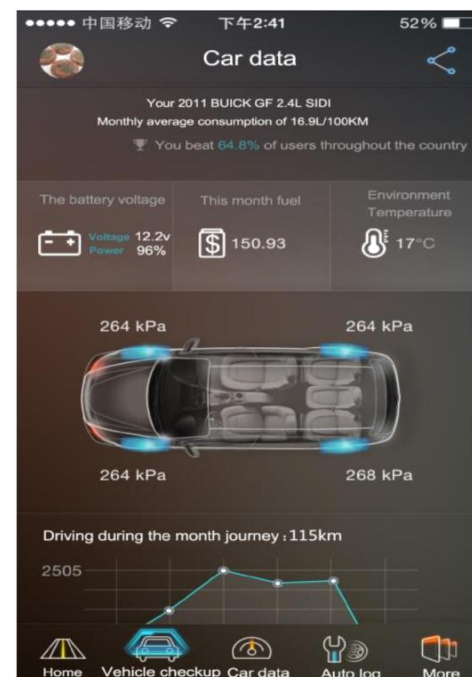 中国移动 下午2:41 52%
Car data
Your 2011 BUICK GF 2.4L SIDI
Monthly average consumption of 16.9L/100KM
You beat 64.8% of users throughout the country
The battery voltage
Voltage 12.2v
Power 96%
This month fuel
$ 150.93
Environment
Temperature
17°C
264 kPa 264 kPa
264 kPa 268 kPa
Driving during the month journey :115km
2505
Home Vehicle checkup Car data Auto log More